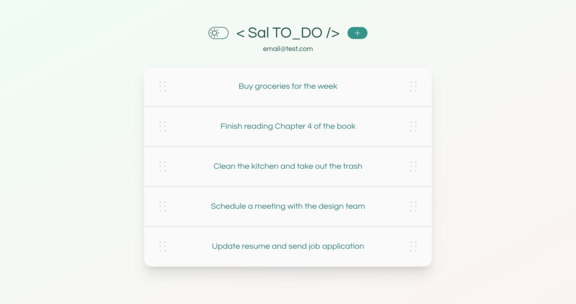 < Sal TO_DO />
+
email@test.com
Buy groceries for the week
Finish reading Chapter 4 of the book
Clean the kitchen and take out the trash
Schedule a meeting with the design team
Update resume and send job application